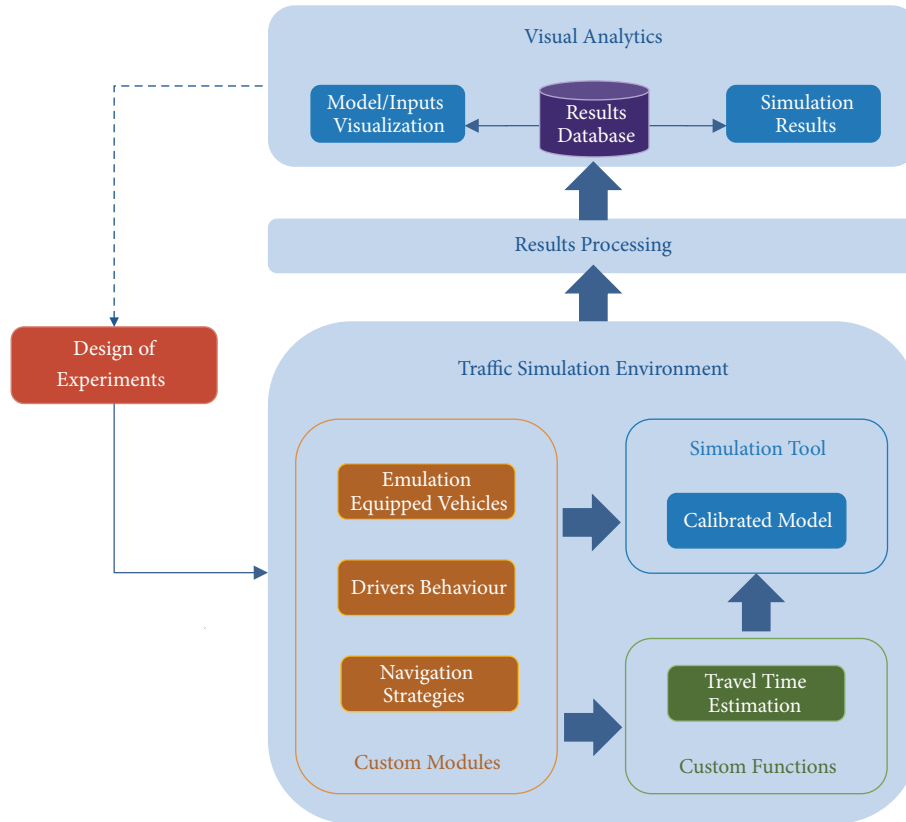 Visual Analytics
Model/Inputs
Visualization
Results
Database
Simulation
Results
Results Processing
Design of
Experiments
Traffic Simulation Environment
Emulation
Equipped Vehicles
Drivers Behaviour
Navigation
Strategies
Custom Modules
Simulation Tool
Calibrated Model
Travel Time
Estimation
Custom Functions